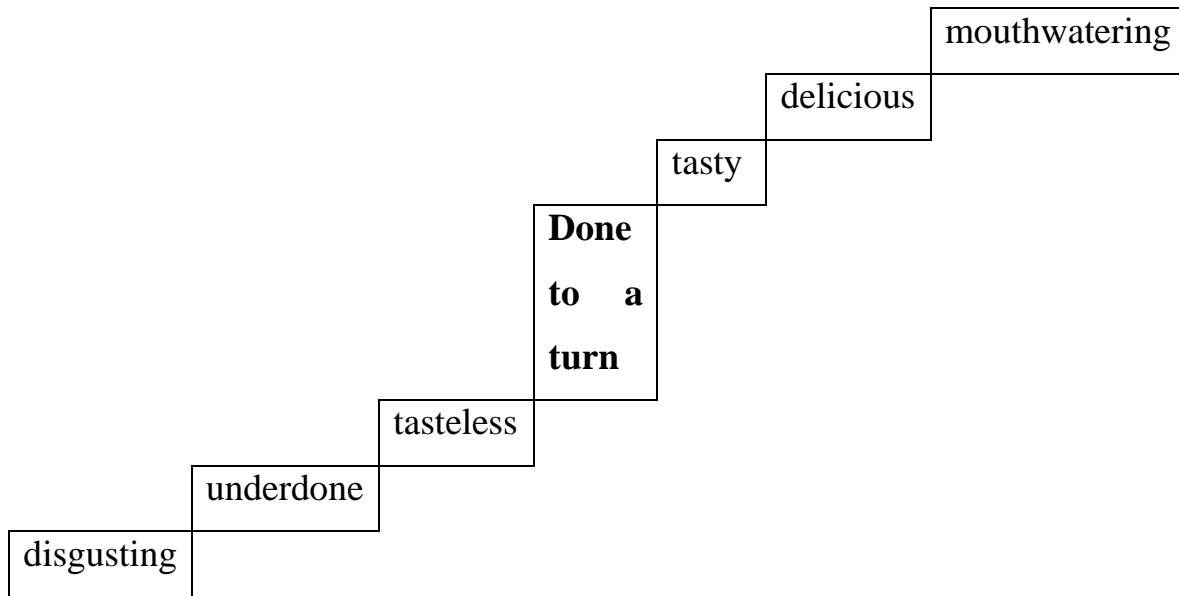 mouthwatering
delicious
tasty
Done
to a
turn
tasteless
underdone
disgusting